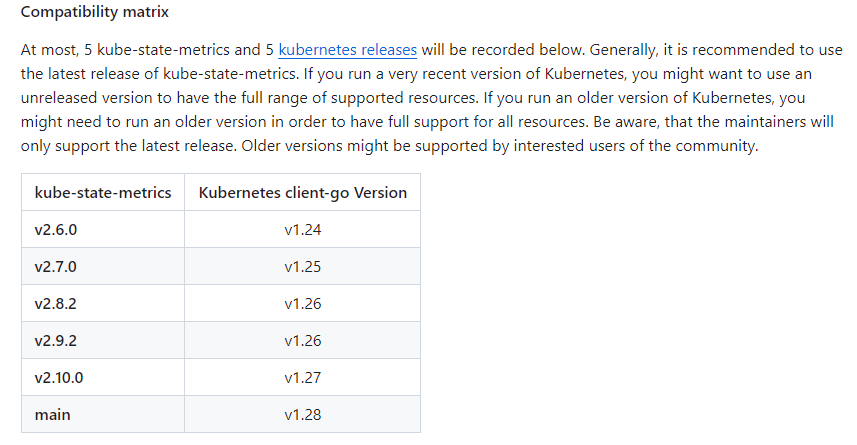 Compatibility matrix
At most, 5 kube-state-metrics and 5 kubernetes releases will be recorded below. Generally, it is recommended to use
the latest release of kube-state-metrics. If you run a very recent version of Kubernetes, you might want to use an
unreleased version to have the full range of supported resources. If you run an older version of Kubernetes, you
might need to run an older version in order to have full support for all resources. Be aware, that the maintainers will
only support the latest release. Older versions might be supported by interested users of the community.
kube-state-metrics Kubernetes client-go Version
v2.6.0 v1.24
v2.7.0 v1.25
v2.8.2 v1.26
v2.9.2 v1.26
v2.10.0 v1.27
main v1.28